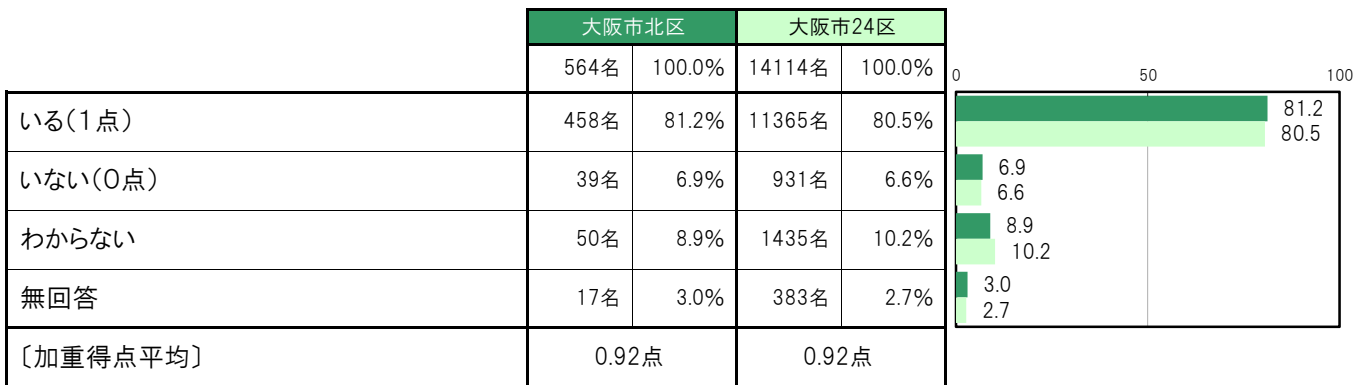 大阪市北区 大阪市24区
564名 100.0% 14114名 100.0% 0 50 100
いる(1点) 458名 81.2% 11365名 80.5% 81.2
80.5
いない(0点) 39名 6.9% 931名 6.6% 6.9
6.6
わからない 50名 8.9% 1435名 10.2% 8.9
10.2
無回答 17名 3.0% 383名 2.7% 3.0
2.7
〔加重得点平均〕 0.92点 0.92点